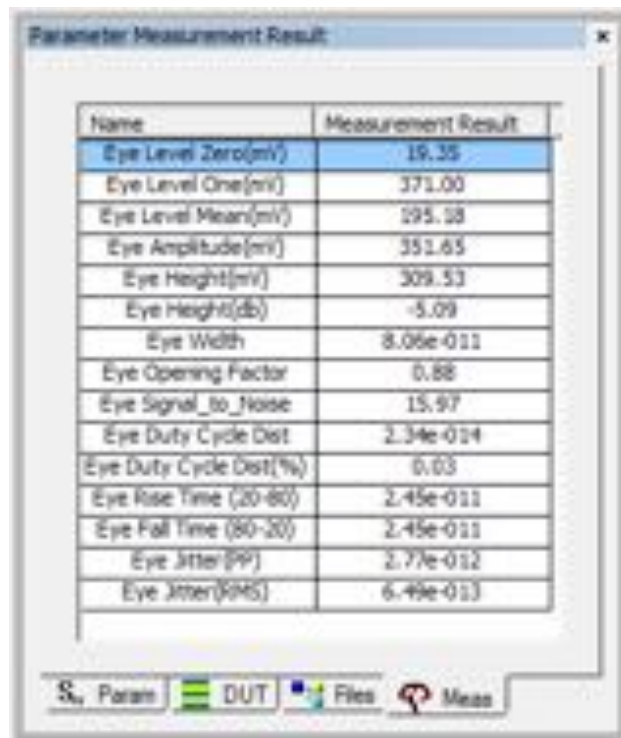 Parameter Measurement Result
Name Measurement Result
Eye Level Zero(mV) 19.35
Eye Level One(mV) 371.00
Eye Level Mean(mV) 195.18
Eye Amplitude(mV) 351.65
Eye Height(mV) 309.53
Eye Height(db) -5.09
Eye Width 8.06e-011
Eye Opening Factor 0.88
Eye Signal_to_Noise 15.97
Eye Duty Cycle Dist 2.34e-014
Eye Duty Cycle Dist(%) 0.03
Eye Rise Time (20-80) 2.45e-011
Eye Fall Time (80-20) 2.45e-011
Eye Jitter(PP) 2.77e-012
Eye Jitter(RMS) 6.49e-013
Param DUT Files Meas